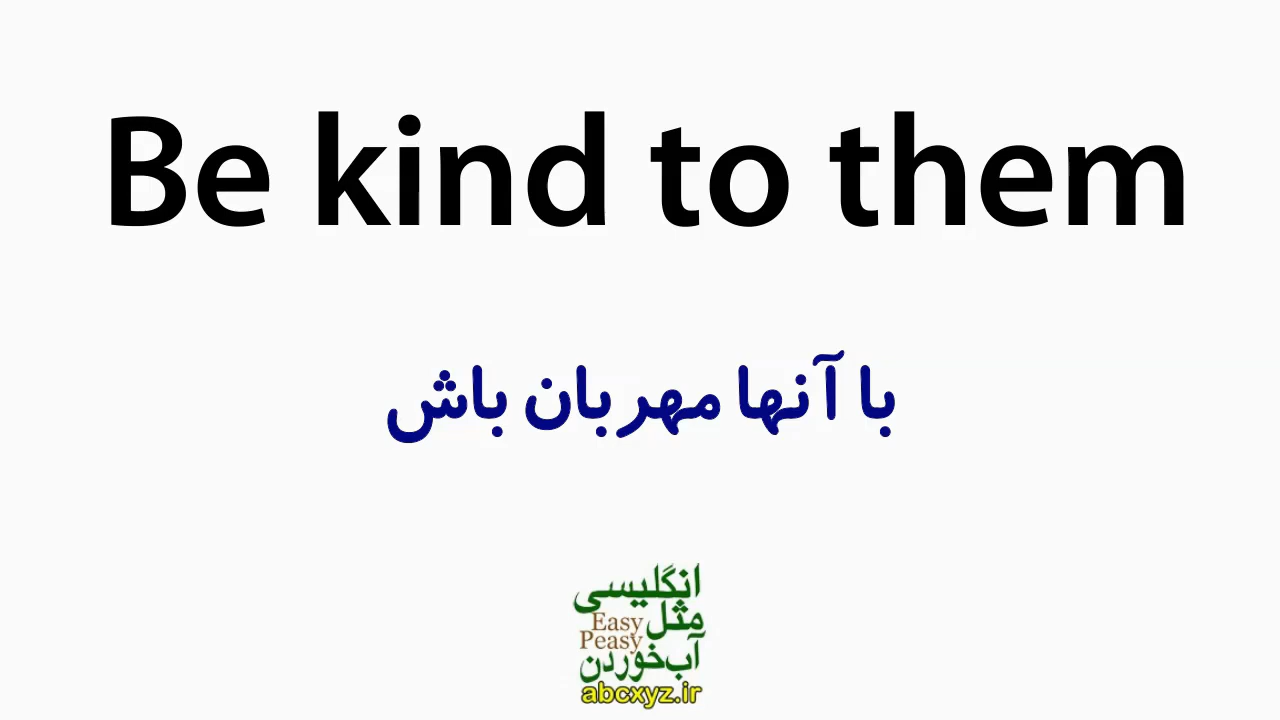 Be kind to them
با آنها مهربان باش
انگلیسی
مثل
Easy
Peasy
آب‌خوردن
abcxyz.ir